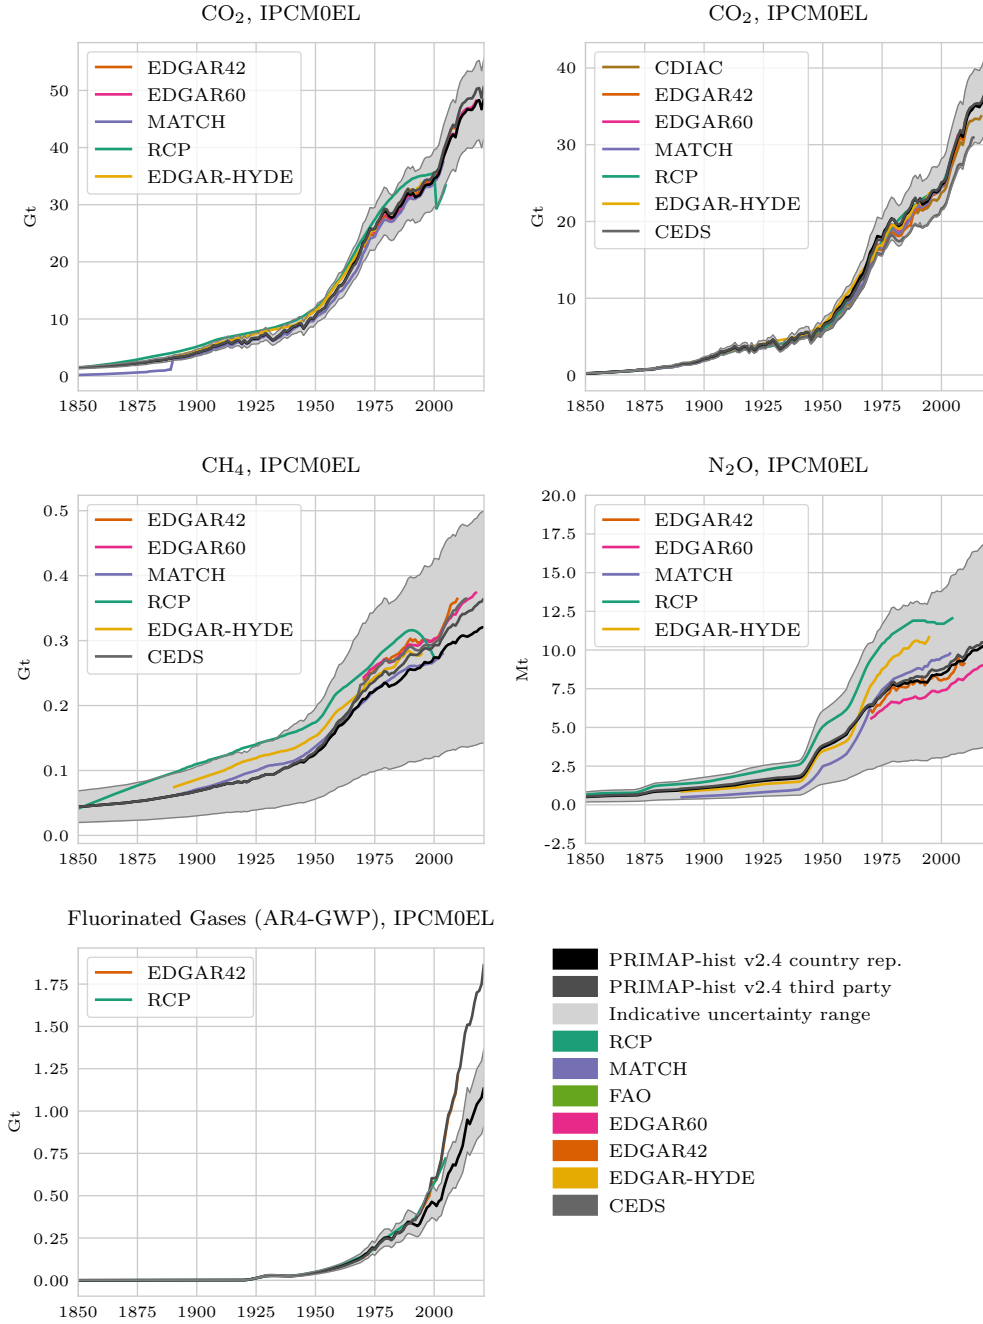 CO₂, IPCM0EL
Gt
50
40
30
20
10
0
EDGAR42
EDGAR60
MATCH
RCP
EDGAR-HYDE
1850 1875 1900 1925 1950 1975 2000
CO₂, IPCM0EL
Gt
40
30
20
10
0
CDIAC
EDGAR42
EDGAR60
MATCH
RCP
EDGAR-HYDE
CEDS
1850 1875 1900 1925 1950 1975 2000
CH₄, IPCM0EL
Gt
0.5
0.4
0.3
0.2
0.1
0.0
EDGAR42
EDGAR60
MATCH
RCP
EDGAR-HYDE
CEDS
1850 1875 1900 1925 1950 1975 2000
N₂O, IPCM0EL
Mt
20.0
17.5
15.0
12.5
10.0
7.5
5.0
2.5
0.0
-2.5
EDGAR42
EDGAR60
MATCH
RCP
EDGAR-HYDE
1850 1875 1900 1925 1950 1975 2000
Fluorinated Gases (AR4-GWP), IPCM0EL
Gt
1.75
1.50
1.25
1.00
0.75
0.50
0.25
0.00
EDGAR42
RCP
1850 1875 1900 1925 1950 1975 2000
PRIMAP-hist v2.4 country rep.
PRIMAP-hist v2.4 third party
Indicative uncertainty range
RCP
MATCH
FAO
EDGAR60
EDGAR42
EDGAR-HYDE
CEDS